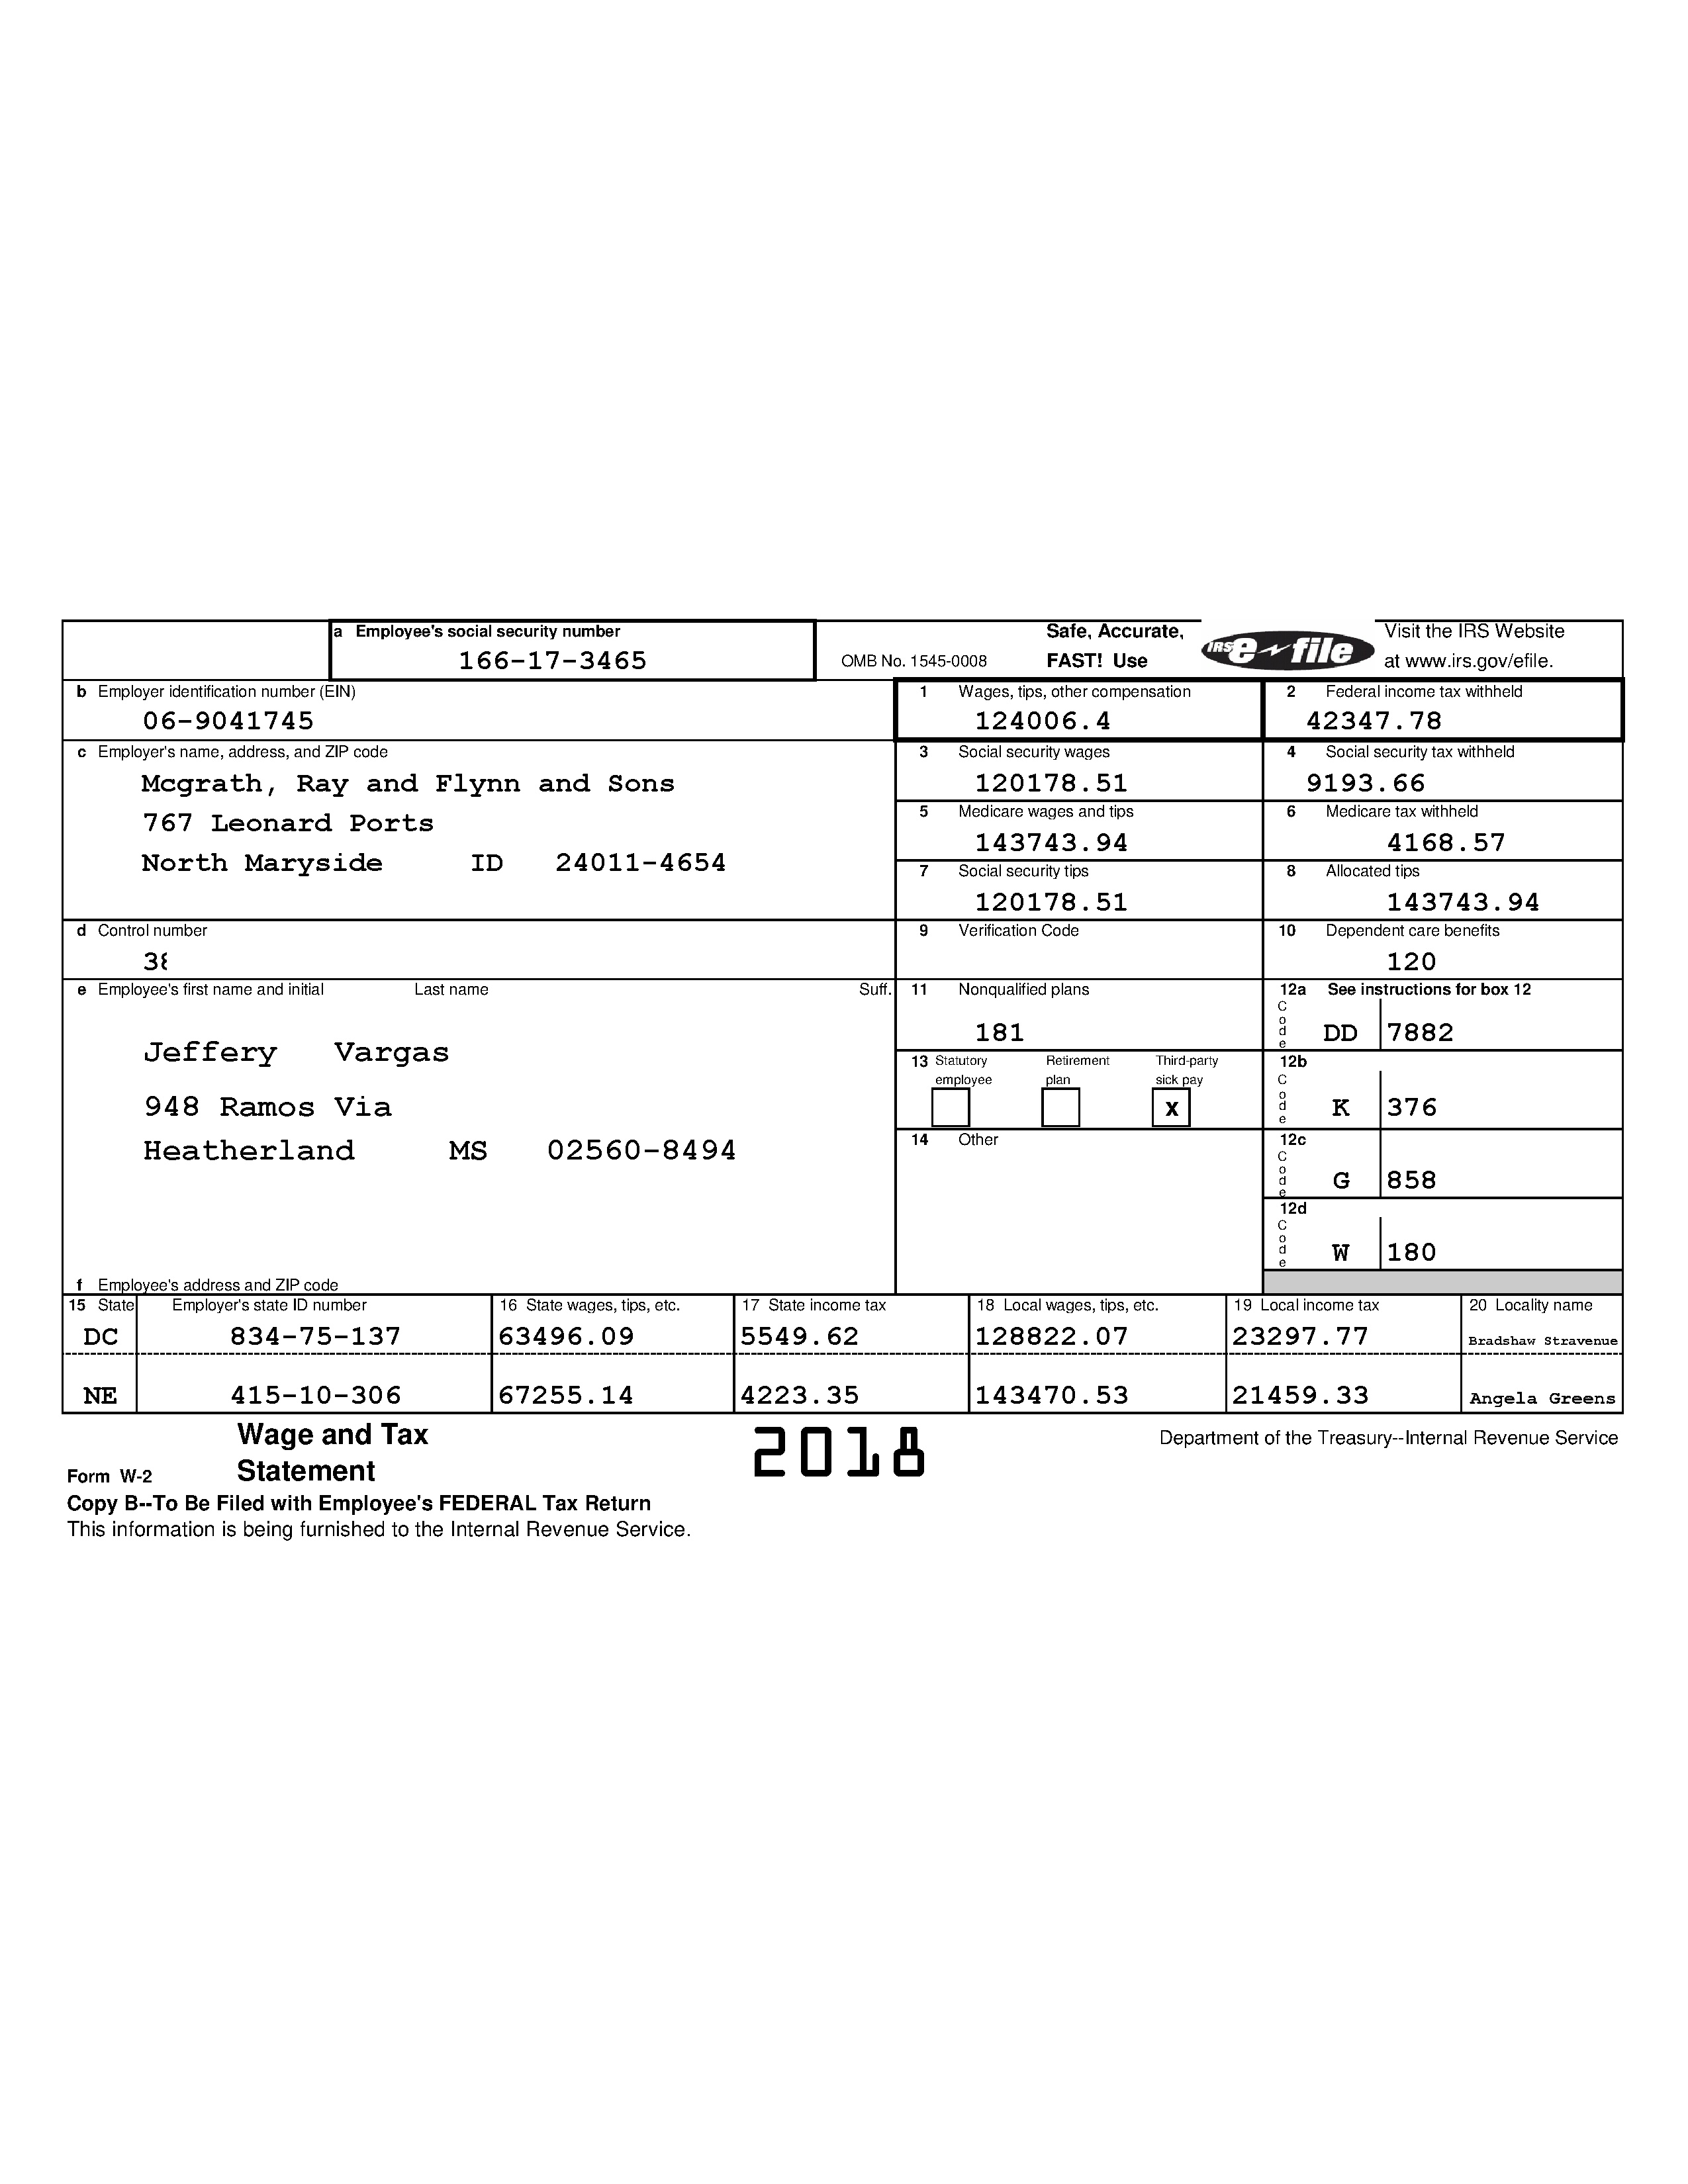 a Employee's social security number
166-17-3465
OMB No. 1545-0008
Safe, Accurate,
FAST! Use
IRS e file
Visit the IRS Website
at www.irs.gov/efile.
b Employer identification number (EIN)
06-9041745
1 Wages, tips, other compensation
124006.4
2 Federal income tax withheld
42347.78
c Employer's name, address, and ZIP code
Mcgrath, Ray and Flynn and Sons
767 Leonard Ports
North Maryside ID 24011-4654
3 Social security wages
120178.51
4 Social security tax withheld
9193.66
5 Medicare wages and tips
143743.94
6 Medicare tax withheld
4168.57
7 Social security tips
120178.51
8 Allocated tips
143743.94
d Control number
9 Verification Code
10 Dependent care benefits
120
e Employee's first name and initial Last name Suff.
Jeffery Vargas
948 Ramos Via
Heatherland MS 02560-8494
f Employee's address and ZIP code
11 Nonqualified plans
181
12a See instructions for box 12
Code DD 7882
13 Statutory employee Retirement plan Third-party sick pay
x
12b
Code K 376
14 Other
12c
Code G 858
12d
Code W 180
15 State Employer's state ID number 16 State wages, tips, etc. 17 State income tax 18 Local wages, tips, etc. 19 Local income tax 20 Locality name
DC 834-75-137 63496.09 5549.62 128822.07 23297.77 Bradshaw Stravenue
NE 415-10-306 67255.14 4223.35 143470.53 21459.33 Angela Greens
Form W-2 Wage and Tax Statement
2018
Department of the Treasury--Internal Revenue Service
Copy B--To Be Filed with Employee's FEDERAL Tax Return
This information is being furnished to the Internal Revenue Service.